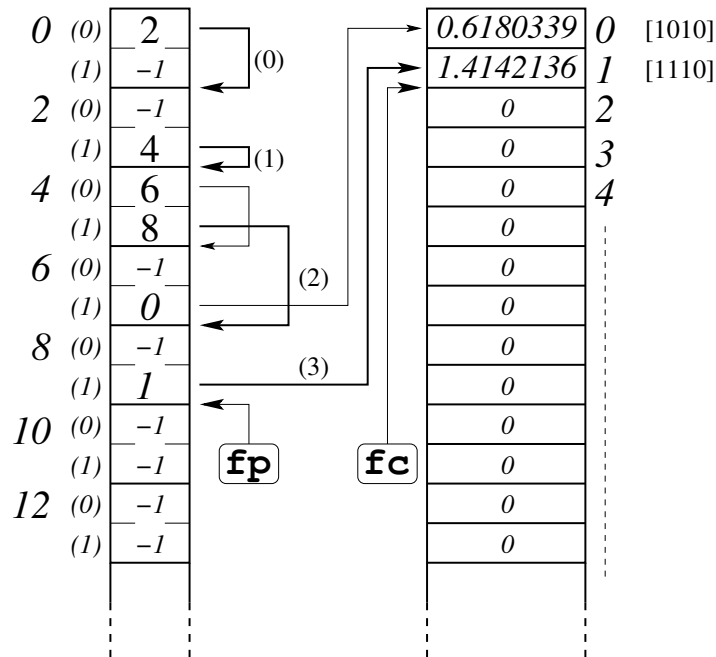 0 (0) 2 0.6180339 0 [1010]
(1) −1 (0) 1.4142136 1 [1110]
2 (0) −1 0 2
(1) 4 (1) 0 3
4 (0) 6 0 4
(1) 8 0
6 (0) −1 (2) 0
(1) 0 0
8 (0) −1 (3) 0
(1) 1 0
10 (0) −1 0
(1) −1 fp fc 0
12 (0) −1 0
(1) −1 0